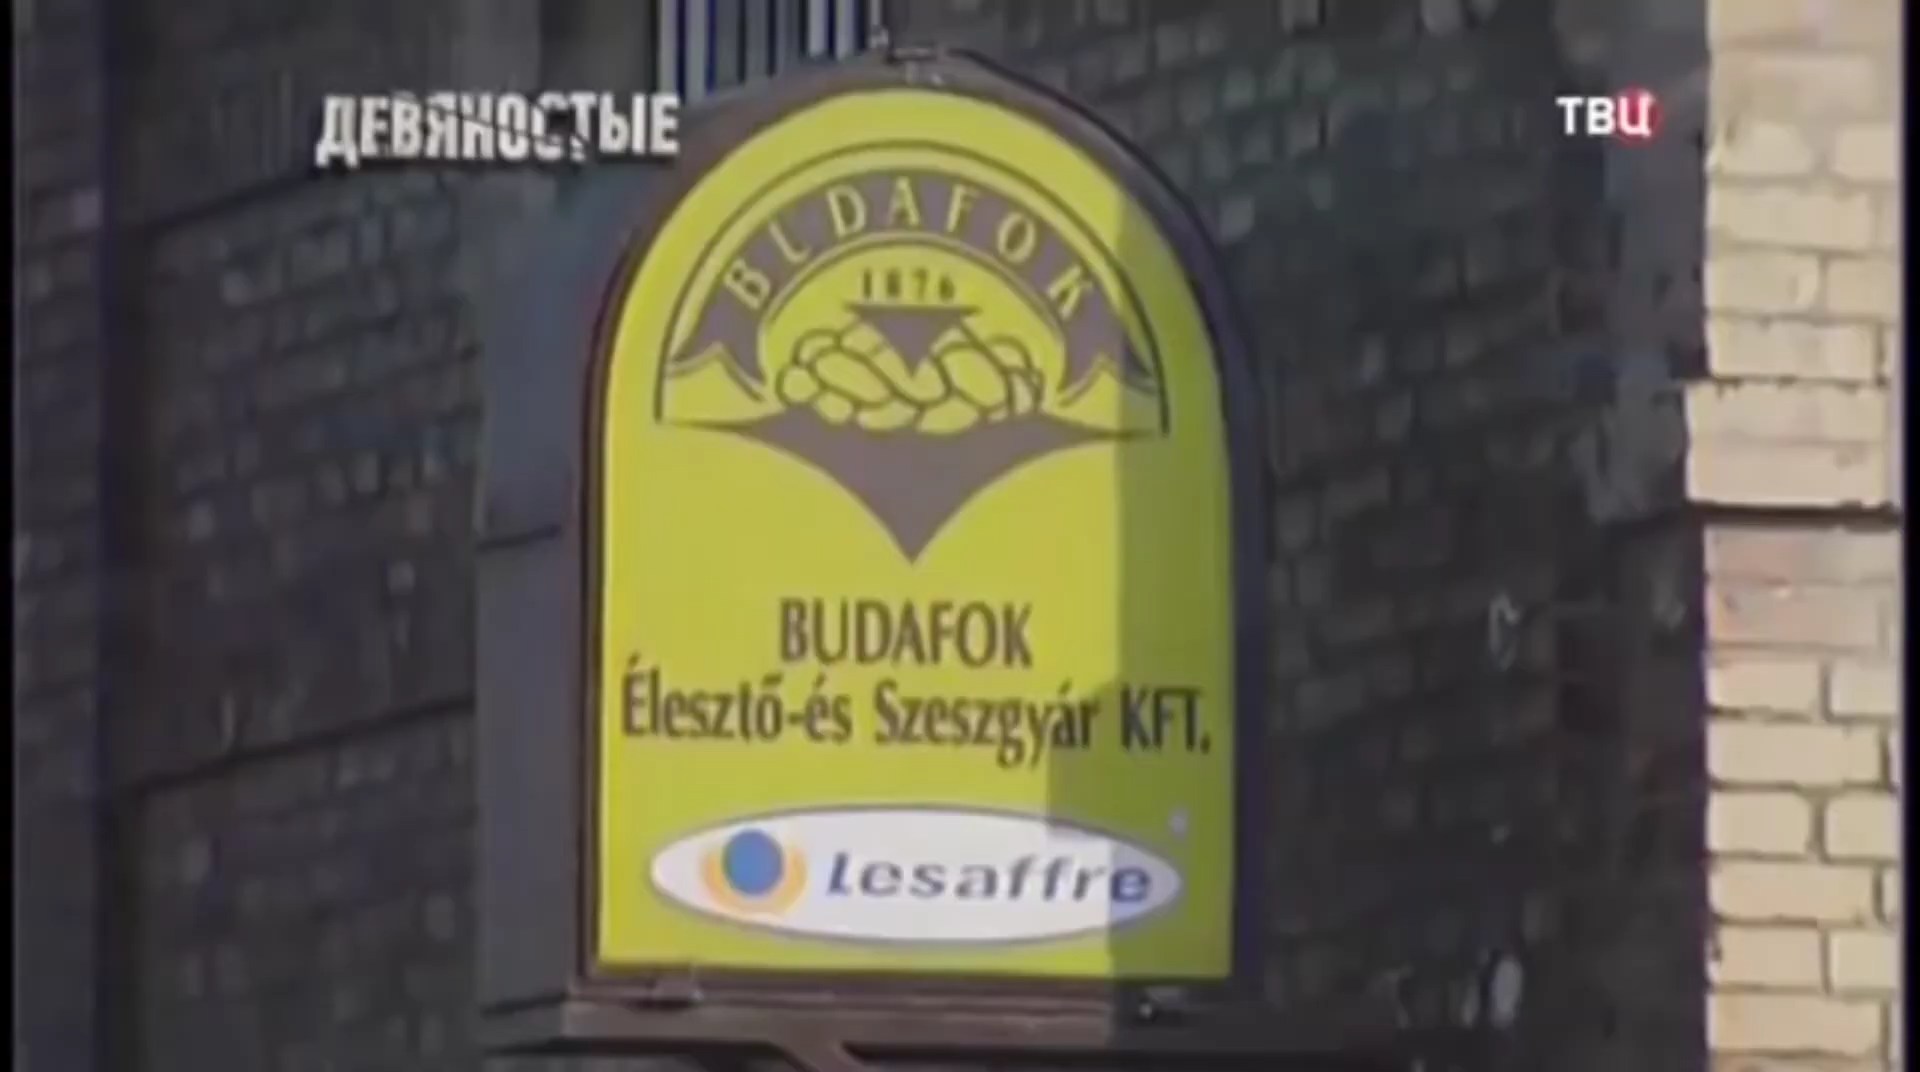 ДЕВЯНОСТЫЕ
ТВЦ
BUDAFOK
1876
BUDAFOK
Élesztő-és Szeszgyár KFT.
Lesaffre